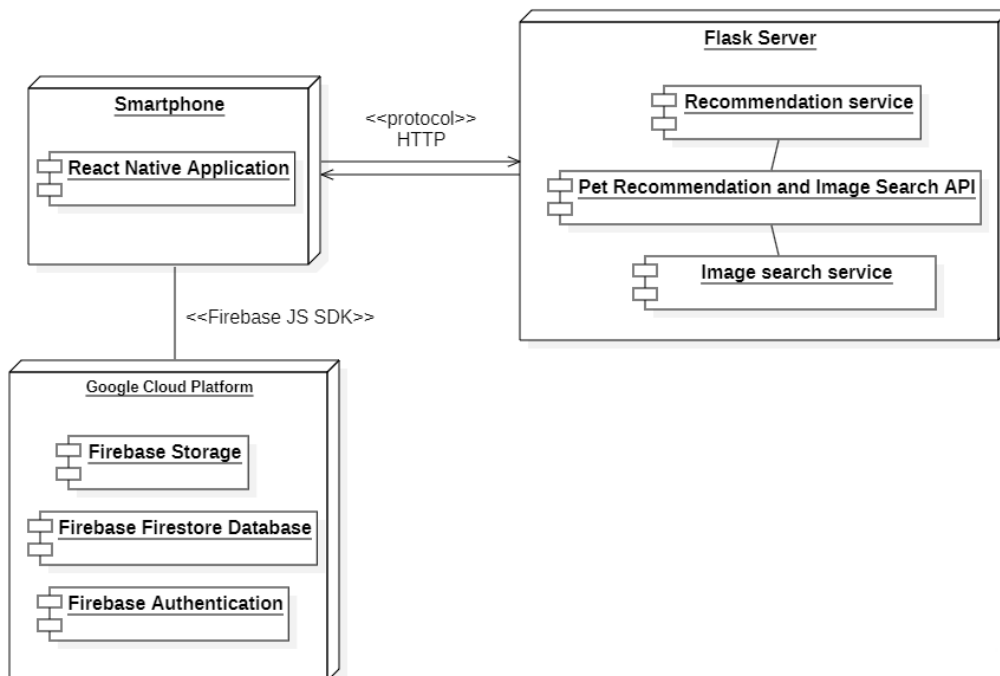 Flask Server
Recommendation service
Pet Recommendation and Image Search API
Image search service
<<protocol>>
HTTP
Smartphone
React Native Application
<<Firebase JS SDK>>
Google Cloud Platform
Firebase Storage
Firebase Firestore Database
Firebase Authentication